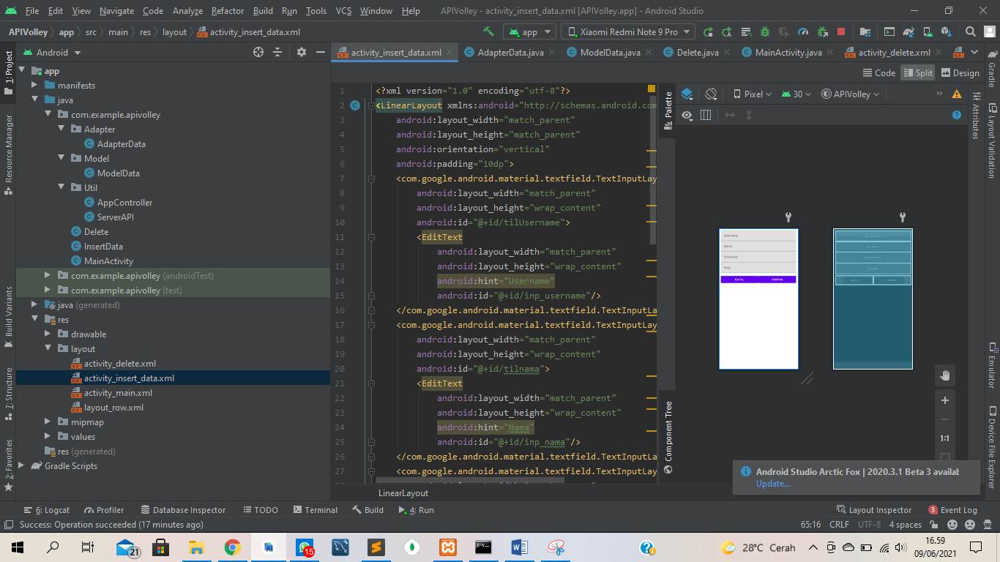 File Edit View Navigate Code Analyze Refactor Build Run Tools VCS Window Help APIVolley - activity_insert_data.xml [APIVolley.app] - Android Studio
APIVolley app src main res layout activity_insert_data.xml app Xiaomi Redmi Note 9 Pro
Android
activity_insert_data.xml AdapterData.java ModelData.java Delete.java MainActivity.java activity_delete.xml
Code Split Design
1: Project
Resource Manager
Build Variants
7: Structure
2: Favorites
app
manifests
java
com.example.apivolley
Adapter
AdapterData
Model
ModelData
Util
AppController
ServerAPI
Delete
InsertData
MainActivity
com.example.apivolley (androidTest)
com.example.apivolley (test)
java (generated)
res
drawable
layout
activity_delete.xml
activity_insert_data.xml
activity_main.xml
layout_row.xml
mipmap
values
res (generated)
Gradle Scripts
1 <?xml version="1.0" encoding="utf-8"?>
2 <LinearLayout xmlns:android="http://schemas.android.com
3 android:layout_width="match_parent"
4 android:layout_height="match_parent"
5 android:orientation="vertical"
6 android:padding="10dp">
7 <com.google.android.material.textfield.TextInputLay
8 android:layout_width="match_parent"
9 android:layout_height="wrap_content"
10 android:id="@+id/tilUsername">
11 <EditText
12 android:layout_width="match_parent"
13 android:layout_height="wrap_content"
14 android:hint="Username"
15 android:id="@+id/inp_username"/>
16 </com.google.android.material.textfield.TextInputLa
17 <com.google.android.material.textfield.TextInputLay
18 android:layout_width="match_parent"
19 android:layout_height="wrap_content"
20 android:id="@+id/tilnama">
21 <EditText
22 android:layout_width="match_parent"
23 android:layout_height="wrap_content"
24 android:hint="Nama"
25 android:id="@+id/inp_nama"/>
26 </com.google.android.material.textfield.TextInputLa
27 <com.google.android.material.textfield.TextInputLay
LinearLayout
Palette
Component Tree
Pixel 30 APIVolley
Username
Nama
Password
BATAL SIMPAN
1:1
Attributes
Gradle
Layout Validation
Emulator
Device File Explorer
Android Studio Arctic Fox | 2020.3.1 Beta 3 availal
Update...
6: Logcat Profiler Database Inspector TODO Terminal Build 4: Run Layout Inspector 3 Event Log
Success: Operation succeeded (17 minutes ago) 65:16 CRLF UTF-8 4 spaces
21 15 28°C Cerah 16.59
09/06/2021